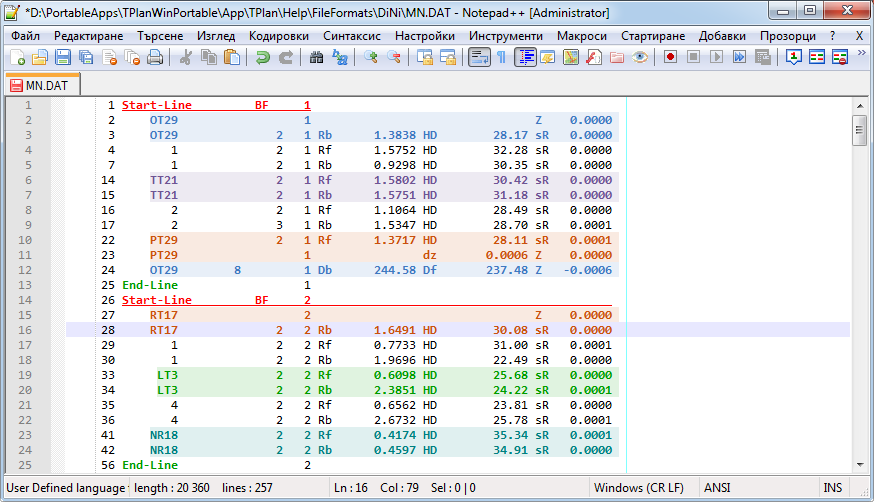 *D:\PortableApps\TPlanWinPortable\App\TPlan\Help\FileFormats\DiNi\MN.DAT - Notepad++ [Administrator]
Файл Редактиране Търсене Изглед Кодировки Синтаксис Настройки Инструменти Макроси Стартиране Добавки Прозорци ? X
MN.DAT
1 1 Start-Line BF 1
2 2 OT29 1 Z 0.0000
3 3 OT29 2 1 Rb 1.3838 HD 28.17 sR 0.0000
4 4 1 2 1 Rf 1.5752 HD 32.28 sR 0.0000
5 7 1 2 1 Rb 0.9298 HD 30.35 sR 0.0000
6 14 TT21 2 1 Rf 1.5802 HD 30.42 sR 0.0000
7 15 TT21 2 1 Rb 1.5751 HD 31.18 sR 0.0000
8 16 2 2 1 Rf 1.1064 HD 28.49 sR 0.0000
9 17 2 3 1 Rb 1.5347 HD 28.70 sR 0.0001
10 22 PT29 2 1 Rf 1.3717 HD 28.11 sR 0.0001
11 23 PT29 1 dz 0.0006 Z 0.0000
12 24 OT29 8 1 Db 244.58 Df 237.48 Z -0.0006
13 25 End-Line 1
14 26 Start-Line BF 2
15 27 RT17 2 Z 0.0000
16 28 RT17 2 2 Rb 1.6491 HD 30.08 sR 0.0000
17 29 1 2 2 Rf 0.7733 HD 31.00 sR 0.0001
18 30 1 2 2 Rb 1.9696 HD 22.49 sR 0.0000
19 33 LT3 2 2 Rf 0.6098 HD 25.68 sR 0.0000
20 34 LT3 2 2 Rb 2.3851 HD 24.22 sR 0.0001
21 35 4 2 2 Rf 0.6562 HD 23.81 sR 0.0000
22 36 4 2 2 Rb 2.6732 HD 25.78 sR 0.0000
23 41 NR18 2 2 Rf 0.4174 HD 35.34 sR 0.0001
24 42 NR18 2 2 Rb 0.4597 HD 34.91 sR 0.0000
25 56 End-Line 2
User Defined language length : 20 360 lines : 257 Ln : 16 Col : 79 Sel : 0 | 0 Windows (CR LF) ANSI INS